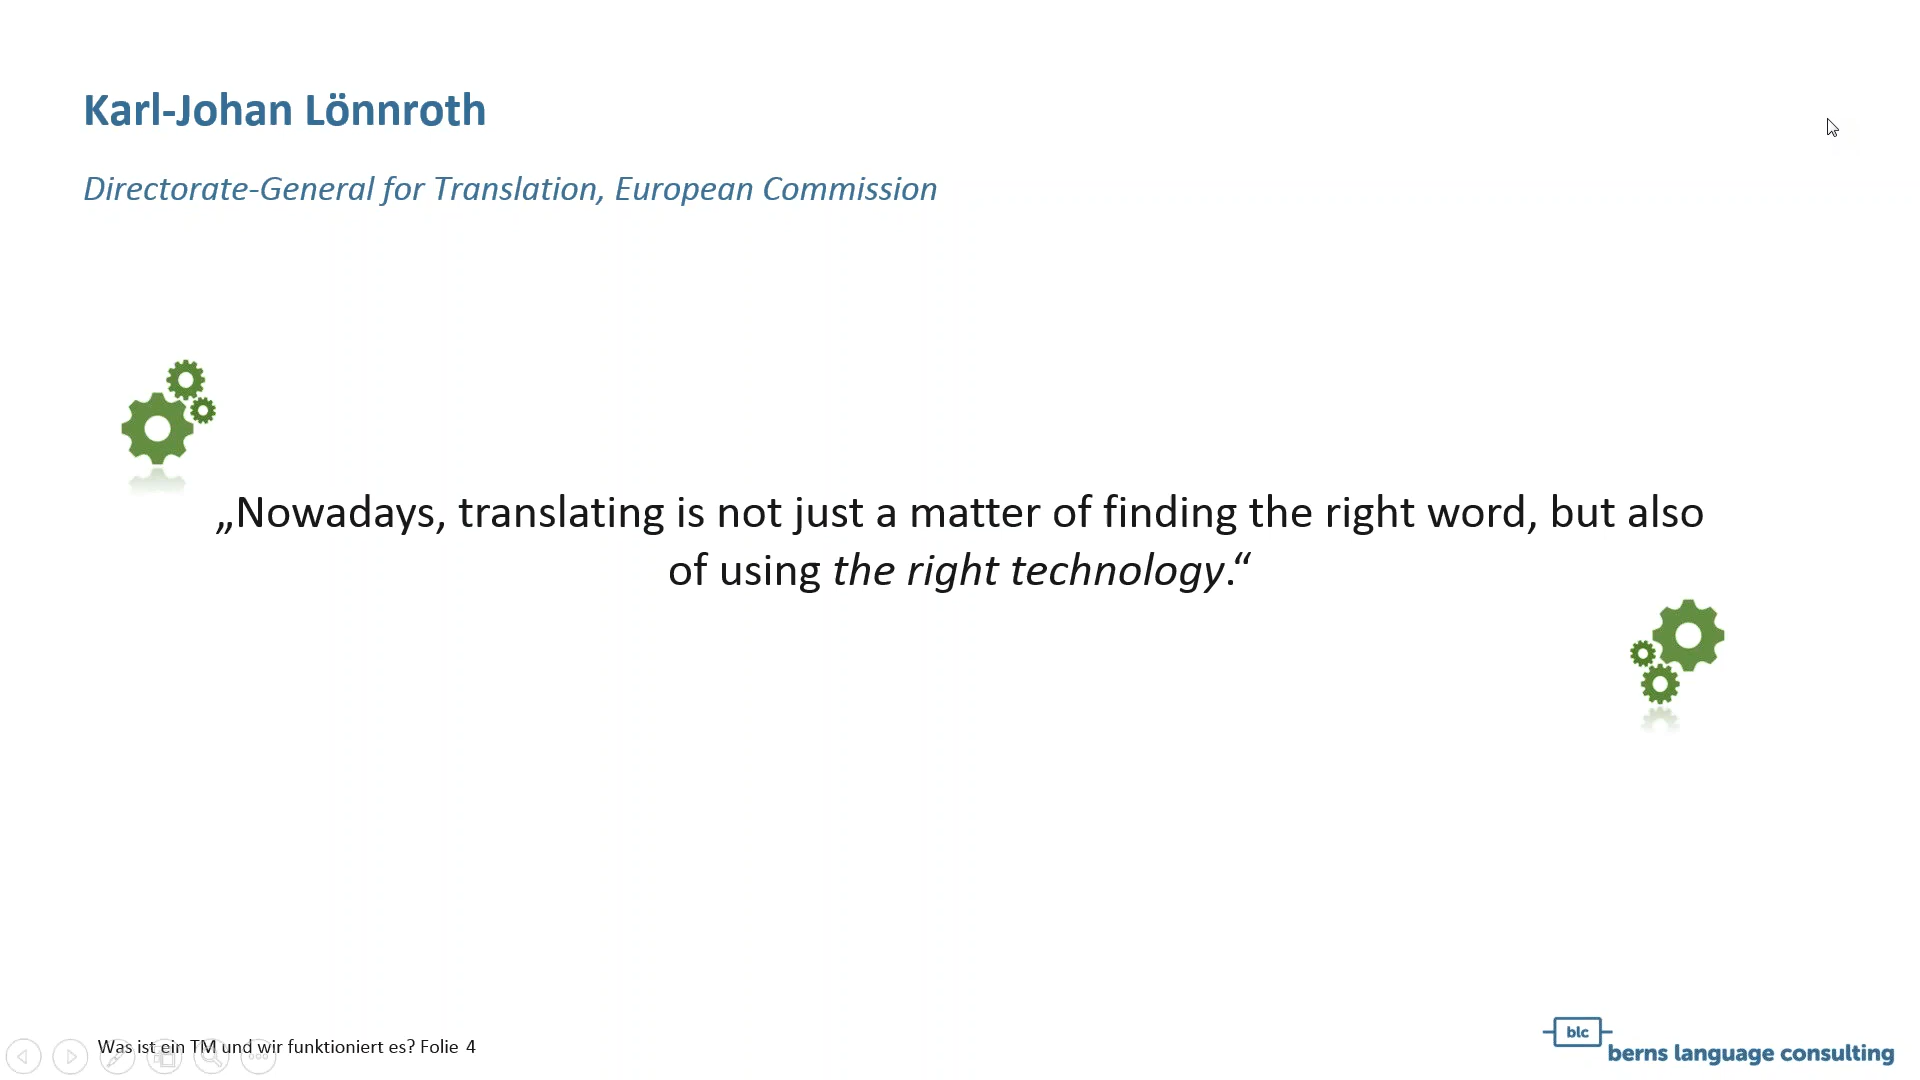 Karl-Johan Lönnroth
Directorate-General for Translation, European Commission
„Nowadays, translating is not just a matter of finding the right word, but also
of using the right technology.“
Was ist ein TM und wir funktioniert es? Folie 4
blc
berns language consulting